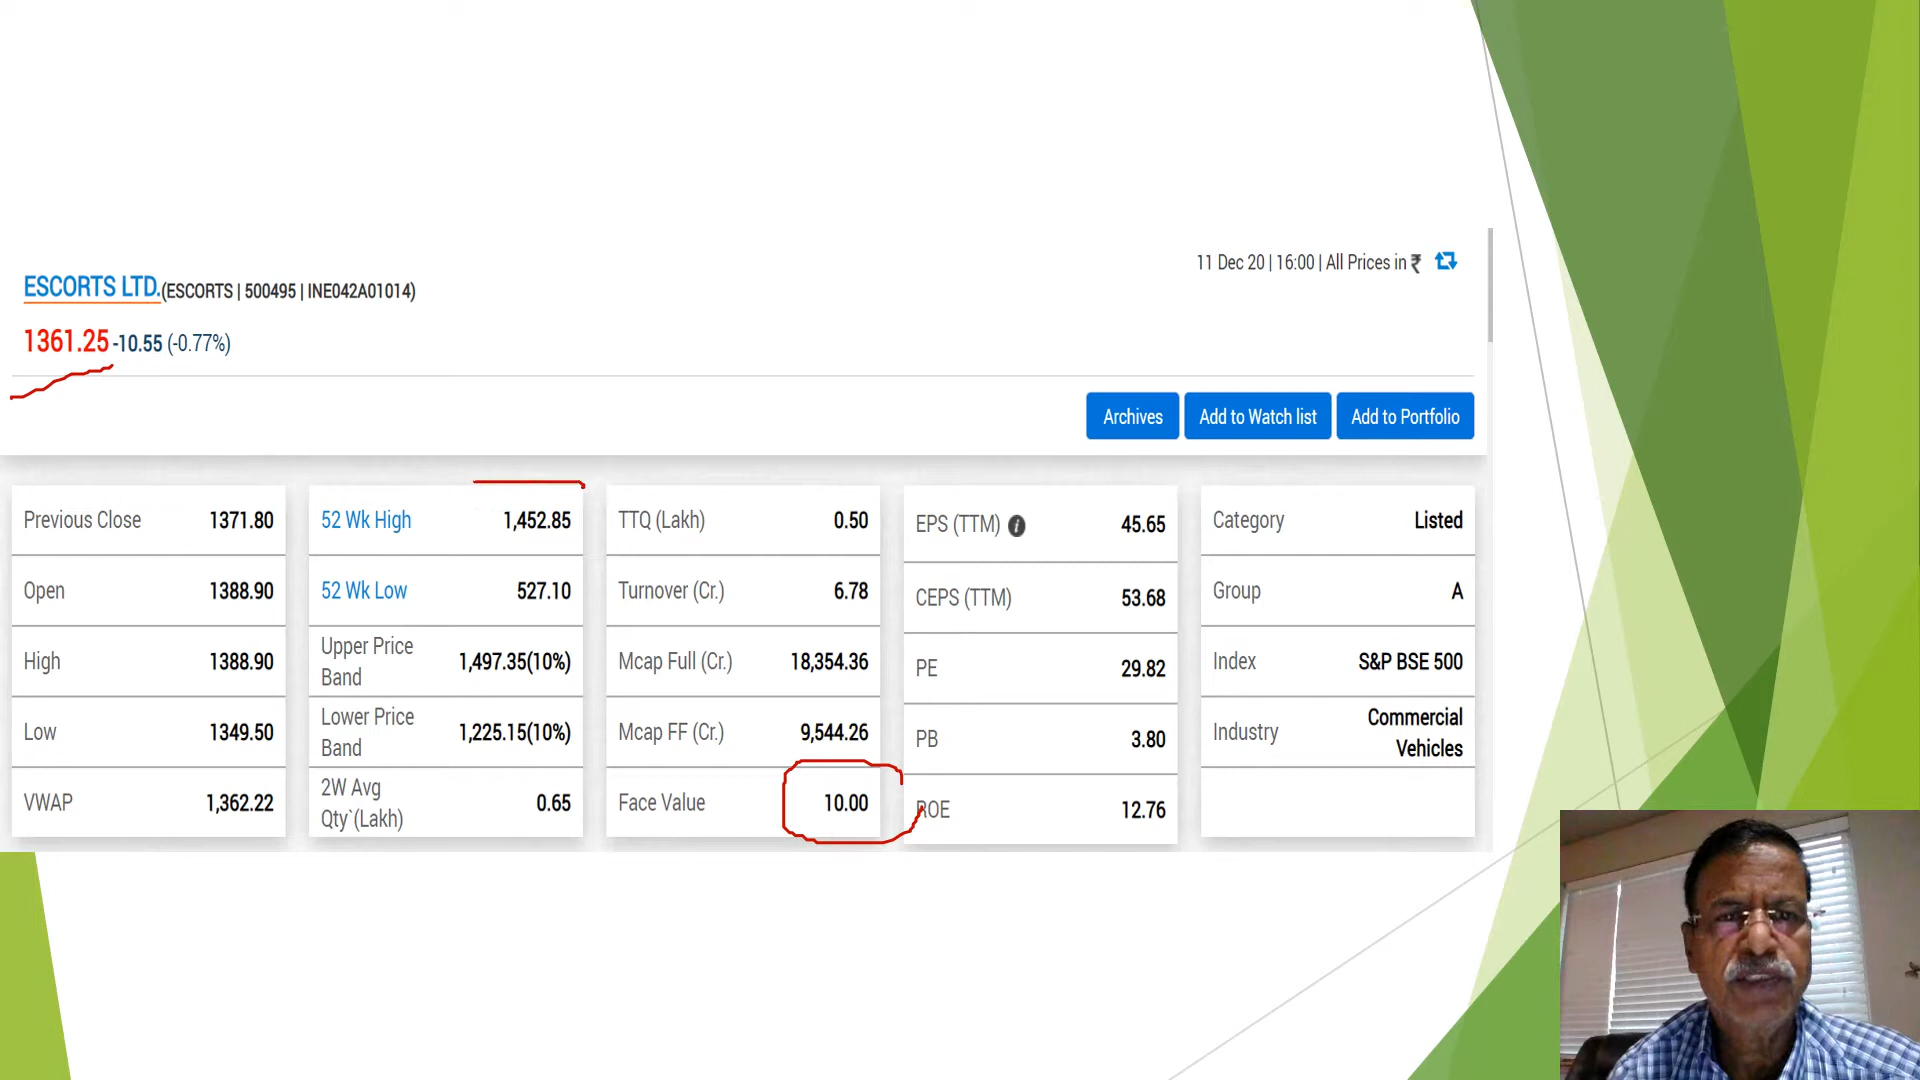 11 Dec 20 | 16:00 | All Prices in ₹
ESCORTS LTD.(ESCORTS | 500495 | INE042A01014)
1361.25 -10.55 (-0.77%)
Archives
Add to Watch list
Add to Portfolio
Previous Close 1371.80
Open 1388.90
High 1388.90
Low 1349.50
VWAP 1,362.22
52 Wk High 1,452.85
52 Wk Low 527.10
Upper Price
Band 1,497.35(10%)
Lower Price
Band 1,225.15(10%)
2W Avg
Qty`(Lakh) 0.65
TTQ (Lakh) 0.50
Turnover (Cr.) 6.78
Mcap Full (Cr.) 18,354.36
Mcap FF (Cr.) 9,544.26
Face Value 10.00
EPS (TTM) i 45.65
CEPS (TTM) 53.68
PE 29.82
PB 3.80
ROE 12.76
Category Listed
Group A
Index S&P BSE 500
Industry Commercial
Vehicles